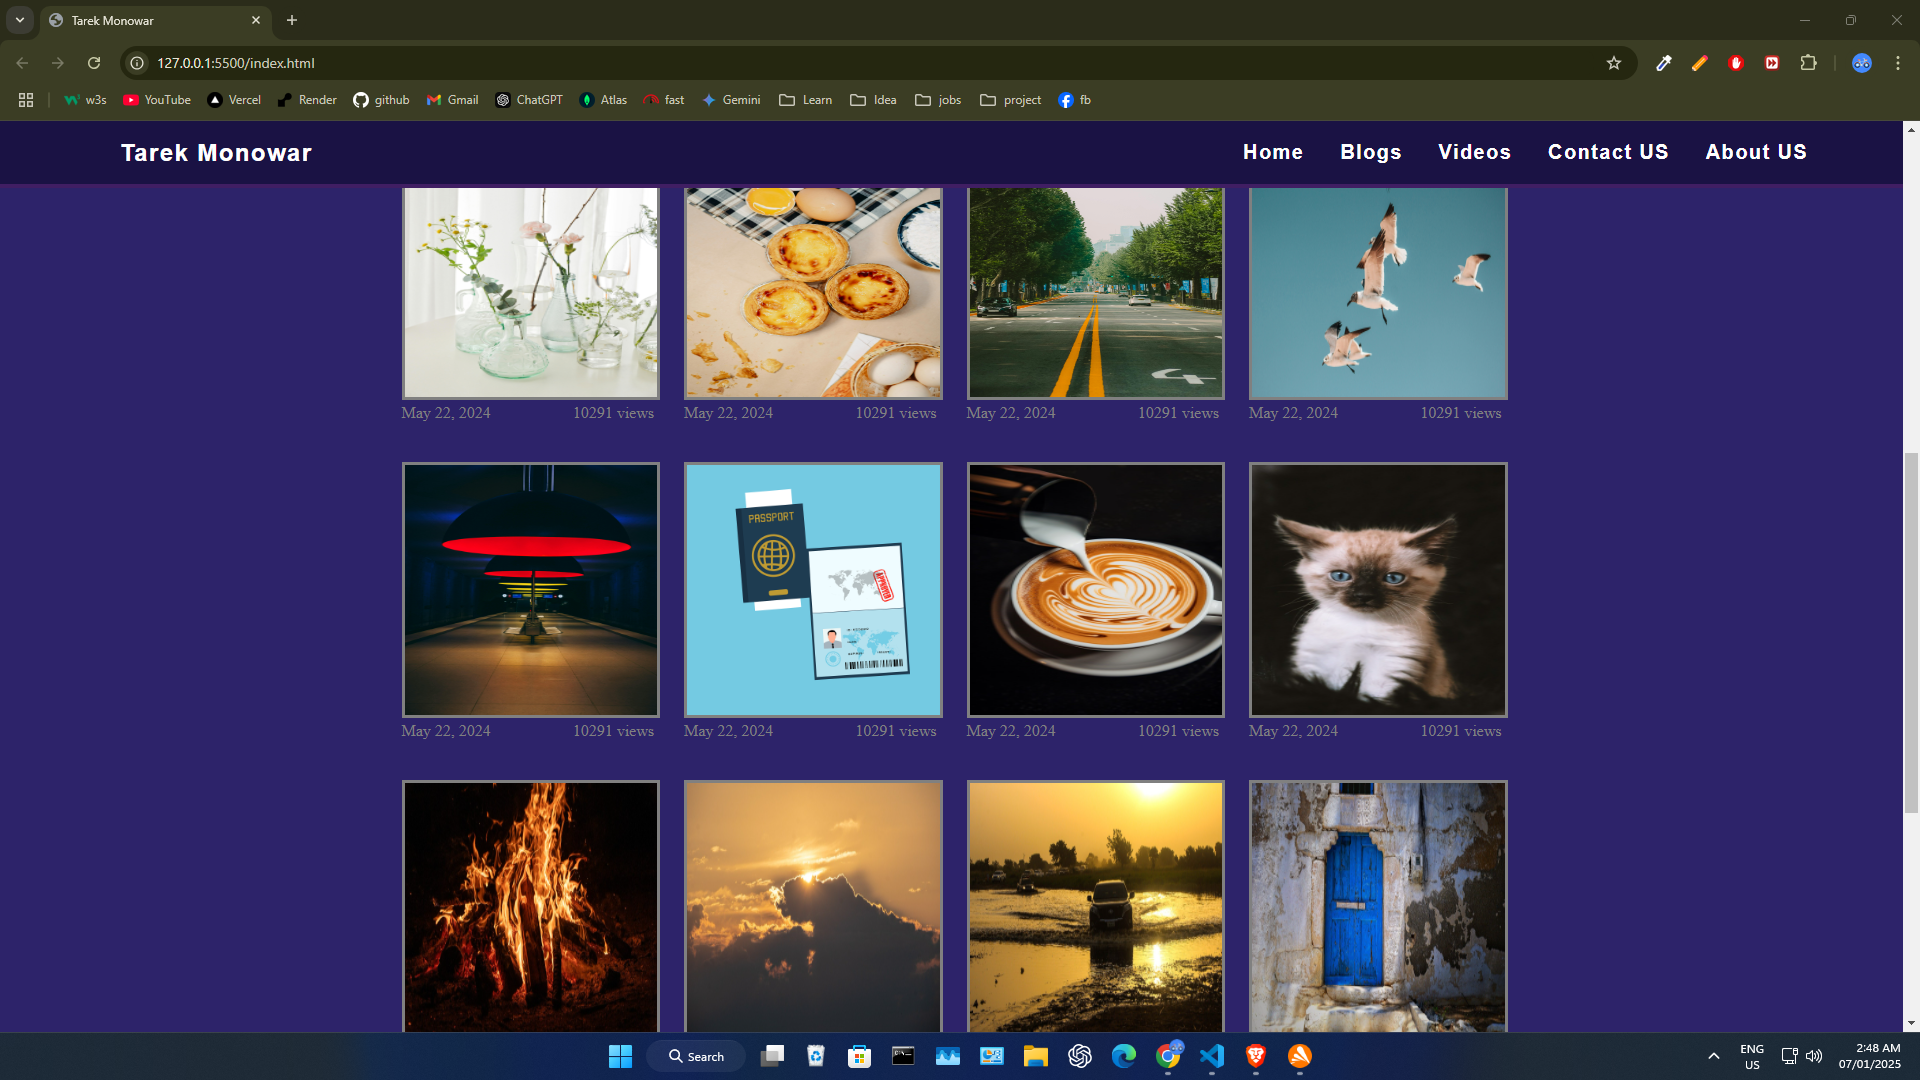 Tarek Monowar
127.0.0.1:5500/index.html
w3s YouTube Vercel Render github Gmail ChatGPT Atlas fast Gemini Learn Idea jobs project fb
Tarek Monowar Home Blogs Videos Contact US About US
May 22, 2024 10291 views May 22, 2024 10291 views May 22, 2024 10291 views May 22, 2024 10291 views
PASSPORT
APPROVED
May 22, 2024 10291 views May 22, 2024 10291 views May 22, 2024 10291 views May 22, 2024 10291 views
Search
ENG
US
2:48 AM
07/01/2025